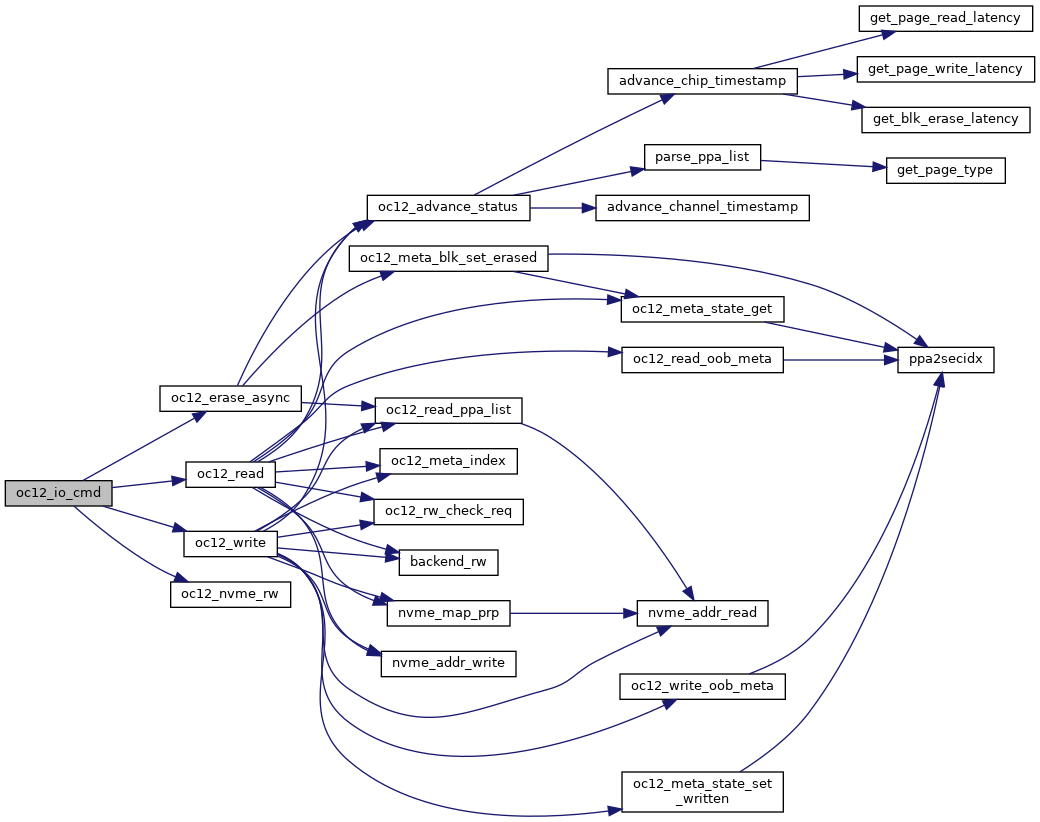 get_page_read_latency
get_page_write_latency
advance_chip_timestamp
get_blk_erase_latency
parse_ppa_list
get_page_type
oc12_advance_status
advance_channel_timestamp
oc12_meta_blk_set_erased
oc12_meta_state_get
oc12_read_oob_meta
ppa2secidx
oc12_erase_async
oc12_read_ppa_list
oc12_meta_index
oc12_read
oc12_io_cmd
oc12_rw_check_req
oc12_write
backend_rw
oc12_nvme_rw
nvme_map_prp
nvme_addr_read
nvme_addr_write
oc12_write_oob_meta
oc12_meta_state_set
_written